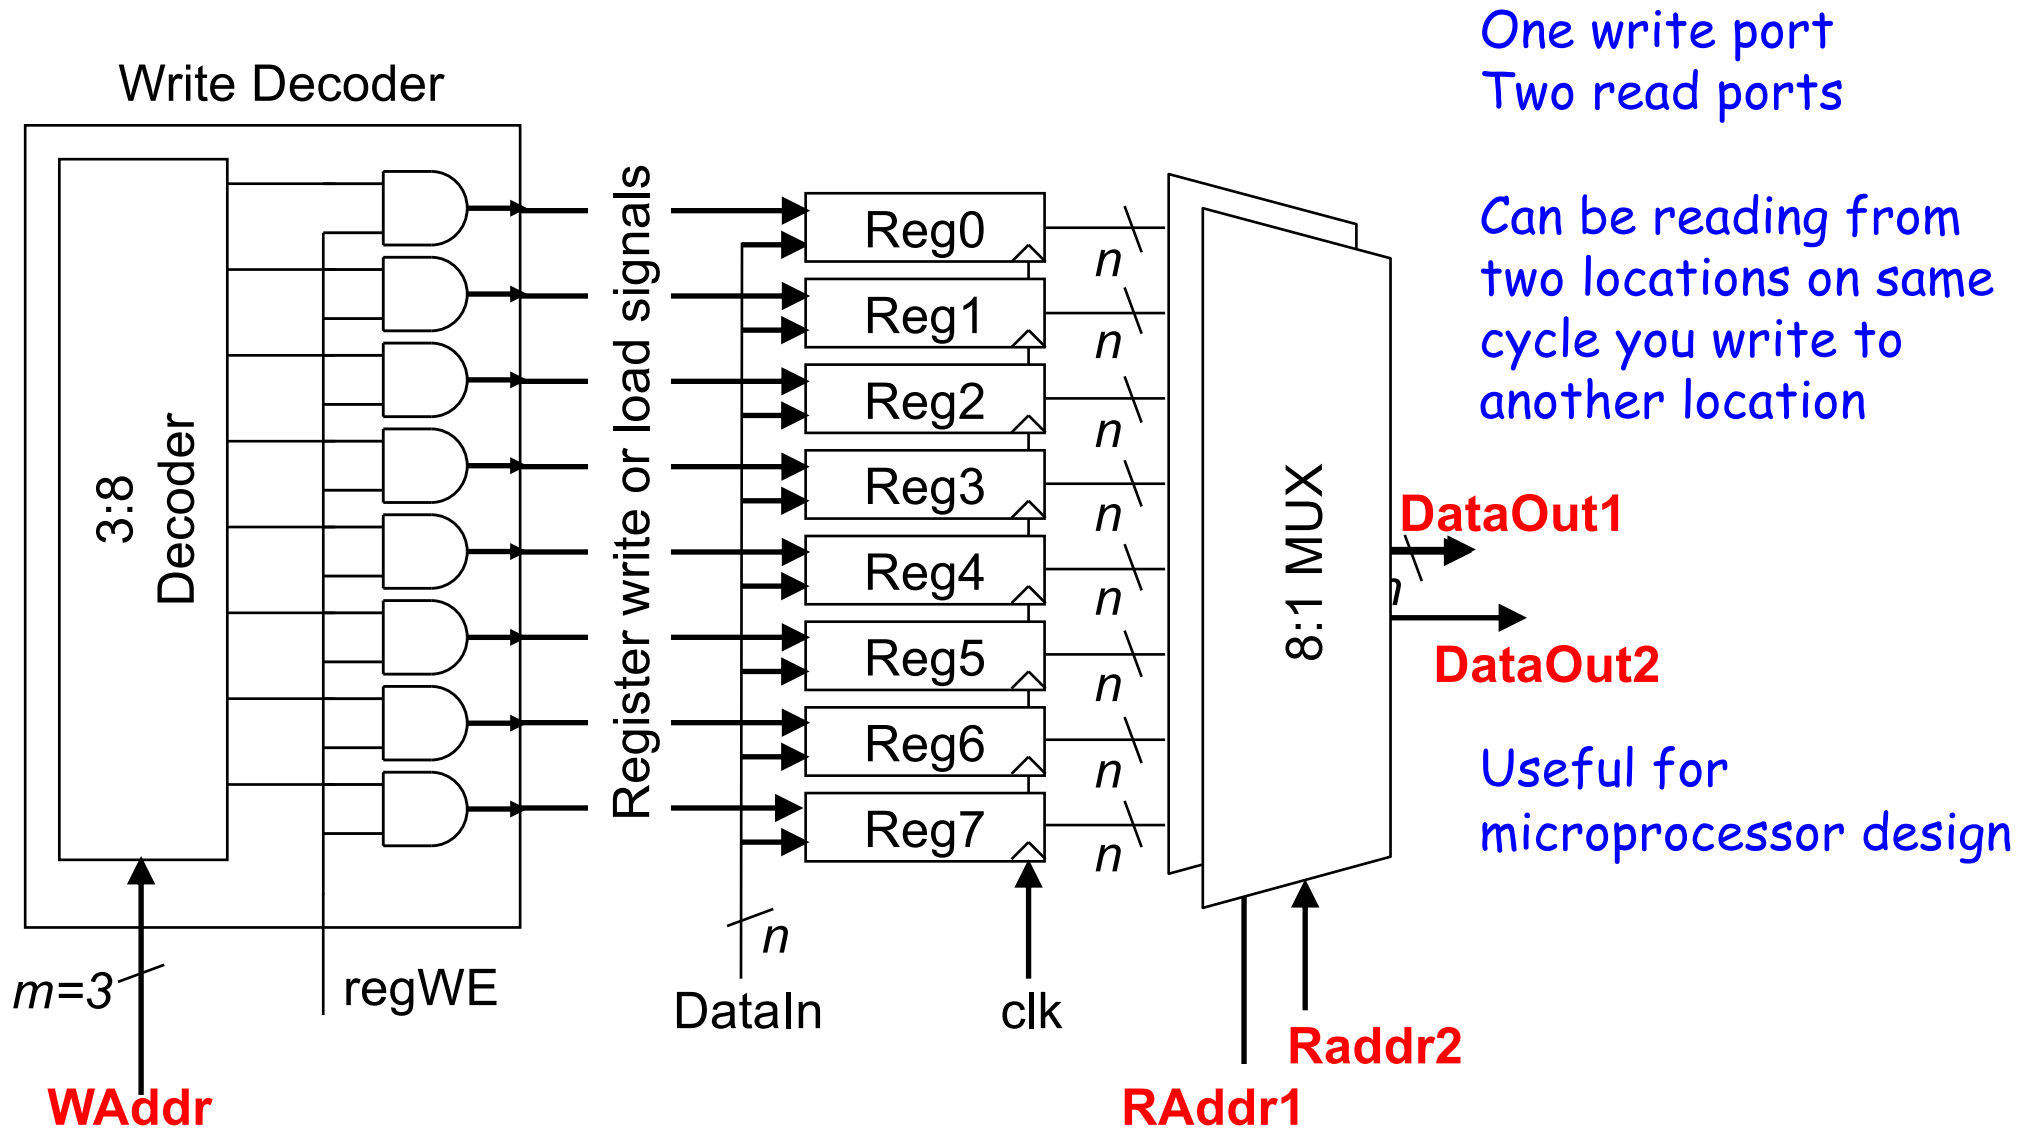 One write port
Two read ports
Write Decoder
Can be reading from
two locations on same
cycle you write to
another location
3:8
Decoder
Register write or load signals
Reg0
Reg1
Reg2
Reg3
Reg4
Reg5
Reg6
Reg7
n
n
n
n
n
n
n
n
8:1 MUX
DataOut1
n
DataOut2
Useful for
microprocessor design
m=3
regWE
n
DataIn
clk
WAddr
RAddr1
Raddr2